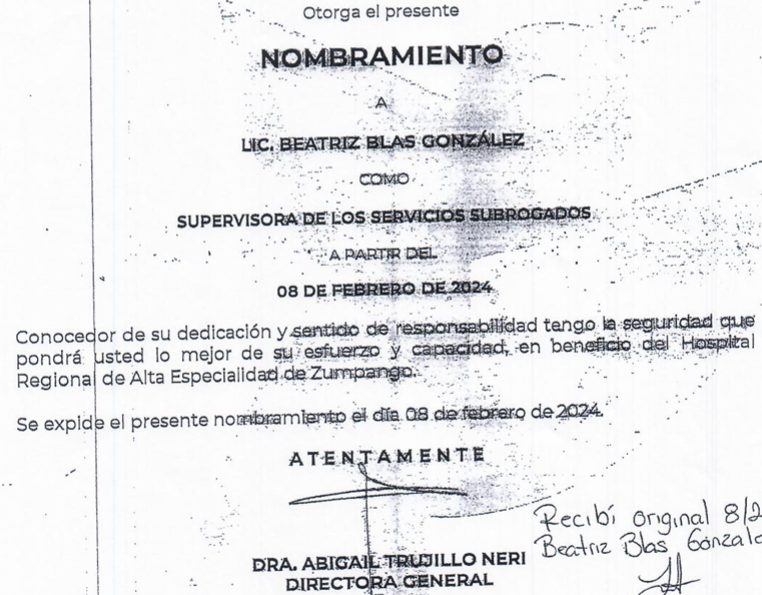 Otorga el presente
NOMBRAMIENTO
A
LIC. BEATRIZ BLAS GONZÁLEZ
COMO
SUPERVISORA DE LOS SERVICIOS SUBROGADOS
A PARTIR DEL
08 DE FEBRERO DE 2024
Conocedor de su dedicación y sentido de responsabilidad tengo la seguridad que
pondrá usted lo mejor de su esfuerzo y capacidad, en beneficio del Hospital
Regional de Alta Especialidad de Zumpango.
Se expide el presente nombramiento el día 08 de febrero de 2024.
ATENTAMENTE
Recibí original 8/2
Beatriz Blas Gonzale
DRA. ABIGAIL TRUJILLO NERI
DIRECTORA GENERAL